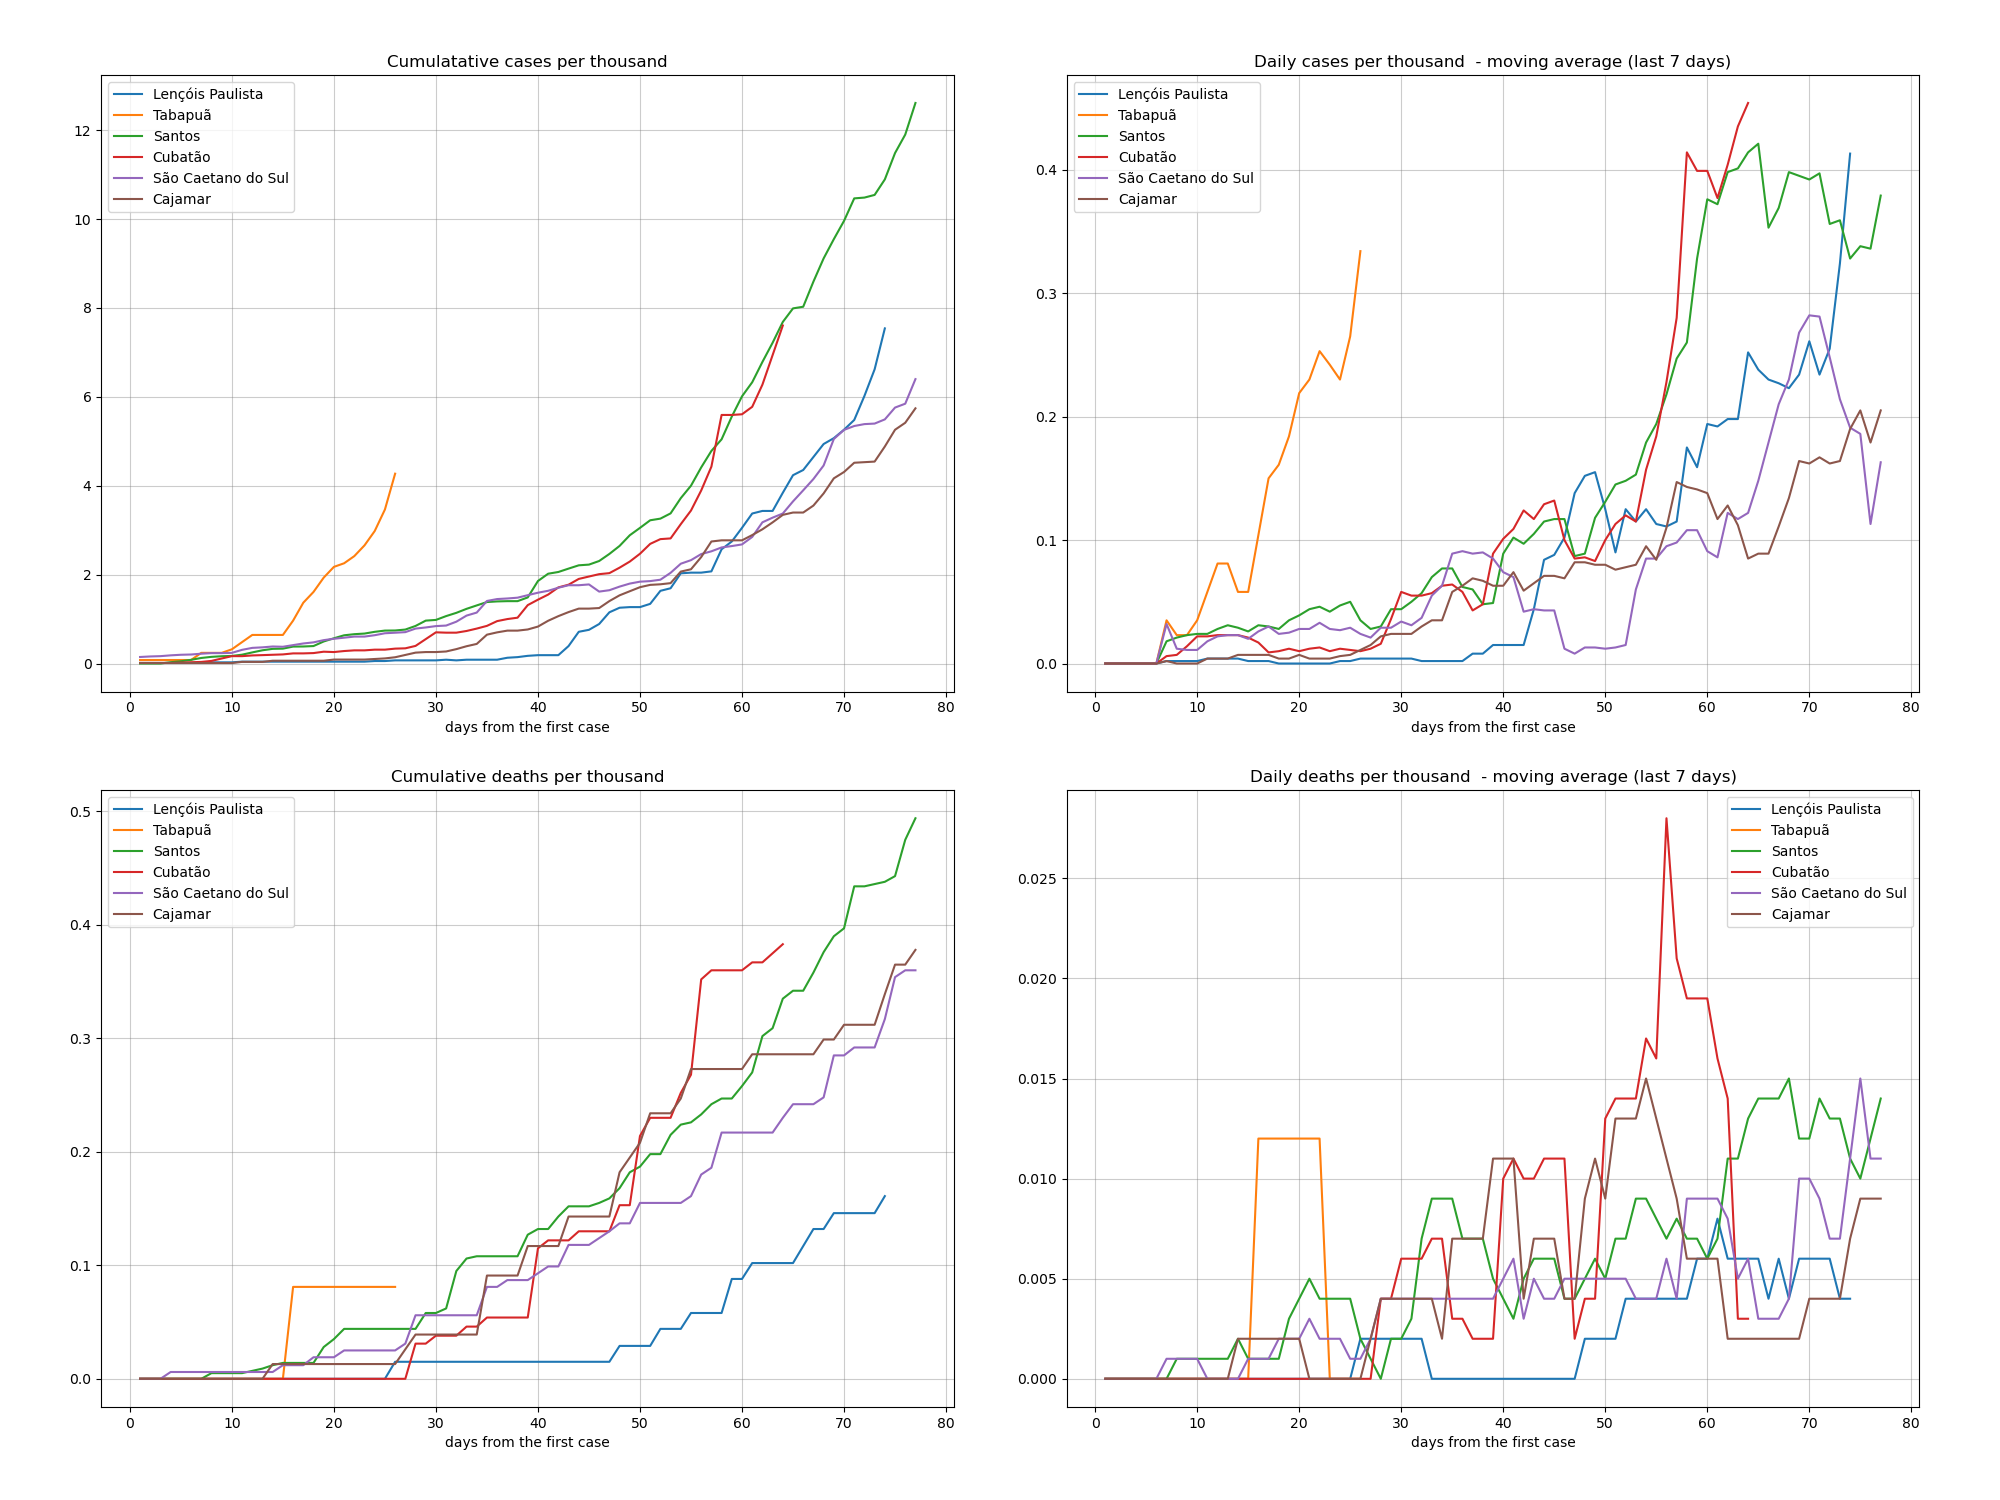 Cumulatative cases per thousand
Lençóis Paulista
Tabapuã
Santos
Cubatão
São Caetano do Sul
Cajamar
12
10
8
6
4
2
0
0 10 20 30 40 50 60 70 80
days from the first case
Daily cases per thousand  - moving average (last 7 days)
Lençóis Paulista
Tabapuã
Santos
Cubatão
São Caetano do Sul
Cajamar
0.4
0.3
0.2
0.1
0.0
0 10 20 30 40 50 60 70 80
days from the first case
Cumulative deaths per thousand
Lençóis Paulista
Tabapuã
Santos
Cubatão
São Caetano do Sul
Cajamar
0.5
0.4
0.3
0.2
0.1
0.0
0 10 20 30 40 50 60 70 80
days from the first case
Daily deaths per thousand  - moving average (last 7 days)
Lençóis Paulista
Tabapuã
Santos
Cubatão
São Caetano do Sul
Cajamar
0.025
0.020
0.015
0.010
0.005
0.000
0 10 20 30 40 50 60 70 80
days from the first case